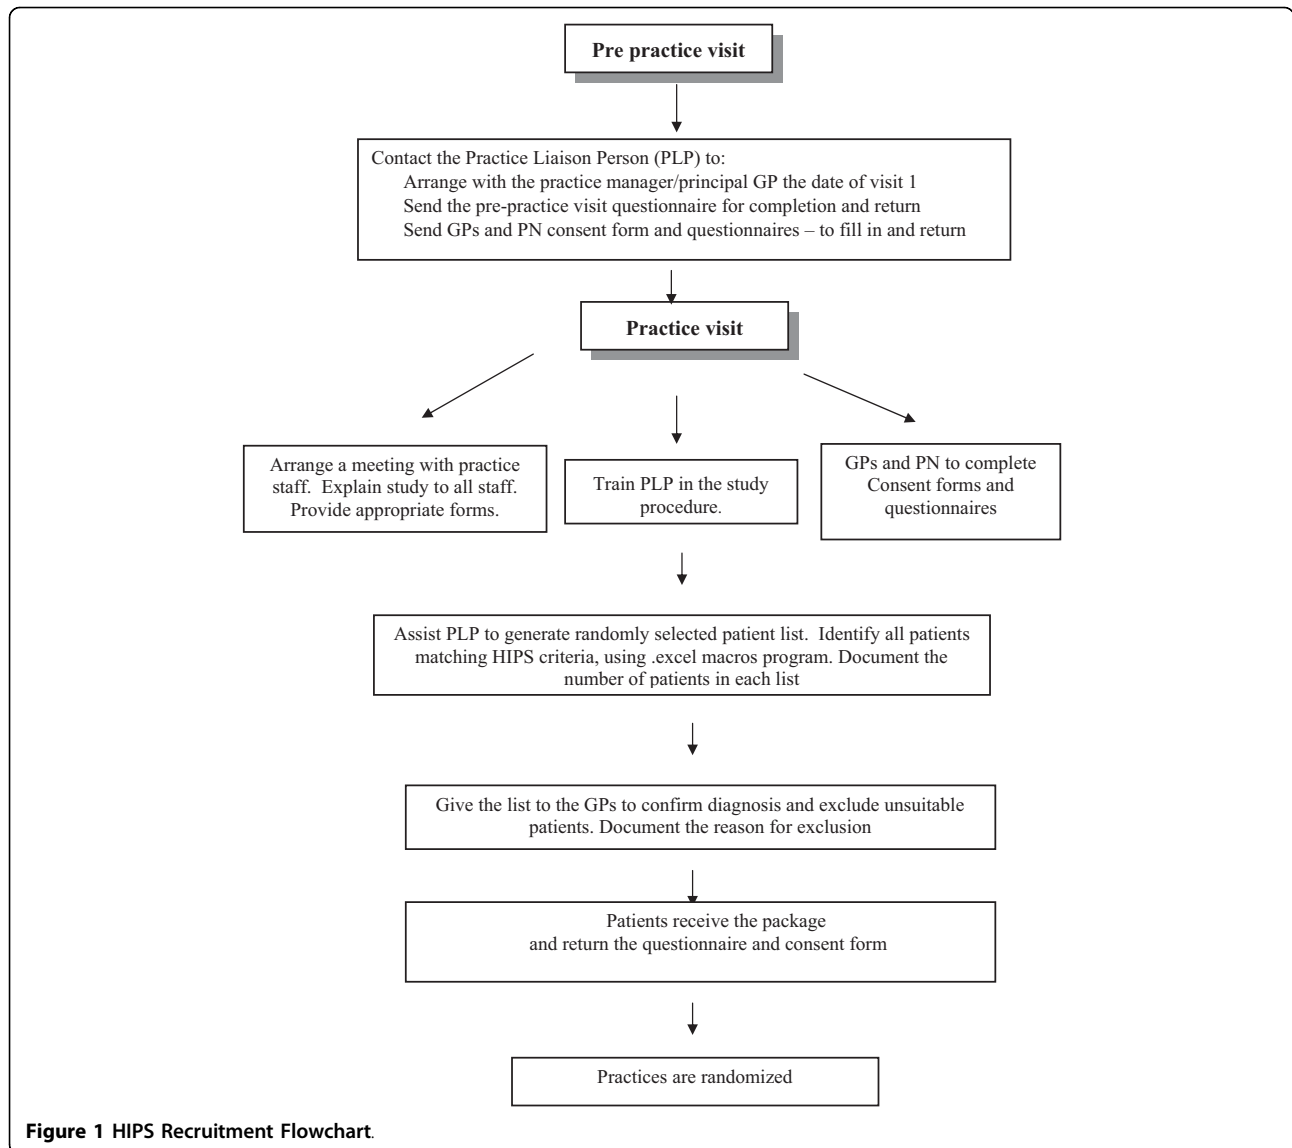 Pre practice visit
Contact the Practice Liaison Person (PLP) to:
Arrange with the practice manager/principal GP the date of visit 1
Send the pre-practice visit questionnaire for completion and return
Send GPs and PN consent form and questionnaires – to fill in and return
Practice visit
Arrange a meeting with practice
staff.  Explain study to all staff.
Provide appropriate forms.
Train PLP in the study
procedure.
GPs and PN to complete
Consent forms and
questionnaires
Assist PLP to generate randomly selected patient list.  Identify all patients
matching HIPS criteria, using .excel macros program. Document the
number of patients in each list
Give the list to the GPs to confirm diagnosis and exclude unsuitable
patients. Document the reason for exclusion
Patients receive the package
and return the questionnaire and consent form
Practices are randomized
Figure 1 HIPS Recruitment Flowchart.